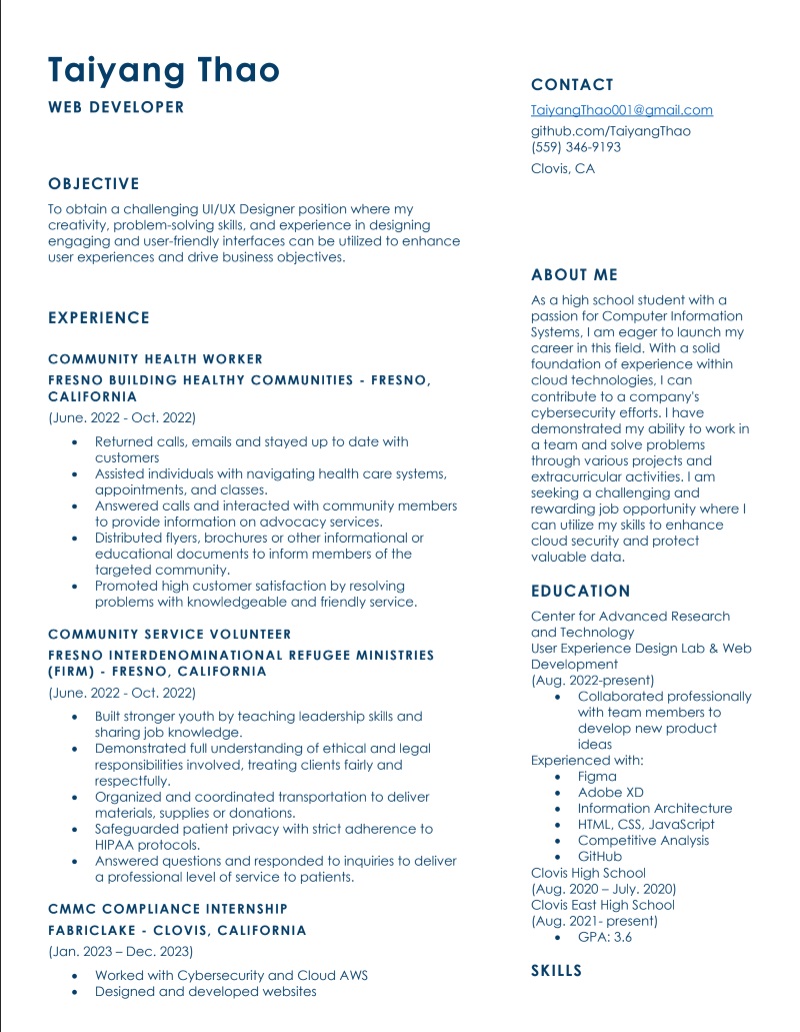 Taiyang Thao
WEB DEVELOPER
OBJECTIVE
To obtain a challenging UI/UX Designer position where my
creativity, problem-solving skills, and experience in designing
engaging and user-friendly interfaces can be utilized to enhance
user experiences and drive business objectives.
EXPERIENCE
COMMUNITY HEALTH WORKER
FRESNO BUILDING HEALTHY COMMUNITIES - FRESNO,
CALIFORNIA
(June. 2022 - Oct. 2022)
• Returned calls, emails and stayed up to date with
customers
• Assisted individuals with navigating health care systems,
appointments, and classes.
• Answered calls and interacted with community members
to provide information on advocacy services.
• Distributed flyers, brochures or other informational or
educational documents to inform members of the
targeted community.
• Promoted high customer satisfaction by resolving
problems with knowledgeable and friendly service.
COMMUNITY SERVICE VOLUNTEER
FRESNO INTERDENOMINATIONAL REFUGEE MINISTRIES
(FIRM) - FRESNO, CALIFORNIA
(June. 2022 - Oct. 2022)
• Built stronger youth by teaching leadership skills and
sharing job knowledge.
• Demonstrated full understanding of ethical and legal
responsibilities involved, treating clients fairly and
respectfully.
• Organized and coordinated transportation to deliver
materials, supplies or donations.
• Safeguarded patient privacy with strict adherence to
HIPAA protocols.
• Answered questions and responded to inquiries to deliver
a professional level of service to patients.
CMMC COMPLIANCE INTERNSHIP
FABRICLAKE - CLOVIS, CALIFORNIA
(Jan. 2023 – Dec. 2023)
• Worked with Cybersecurity and Cloud AWS
• Designed and developed websites
CONTACT
TaiyangThao001@gmail.com
github.com/TaiyangThao
(559) 346-9193
Clovis, CA
ABOUT ME
As a high school student with a
passion for Computer Information
Systems, I am eager to launch my
career in this field. With a solid
foundation of experience within
cloud technologies, I can
contribute to a company's
cybersecurity efforts. I have
demonstrated my ability to work in
a team and solve problems
through various projects and
extracurricular activities. I am
seeking a challenging and
rewarding job opportunity where I
can utilize my skills to enhance
cloud security and protect
valuable data.
EDUCATION
Center for Advanced Research
and Technology
User Experience Design Lab & Web
Development
(Aug. 2022-present)
• Collaborated professionally
with team members to
develop new product
ideas
Experienced with:
• Figma
• Adobe XD
• Information Architecture
• HTML, CSS, JavaScript
• Competitive Analysis
• GitHub
Clovis High School
(Aug. 2020 – July. 2020)
Clovis East High School
(Aug. 2021- present)
• GPA: 3.6
SKILLS